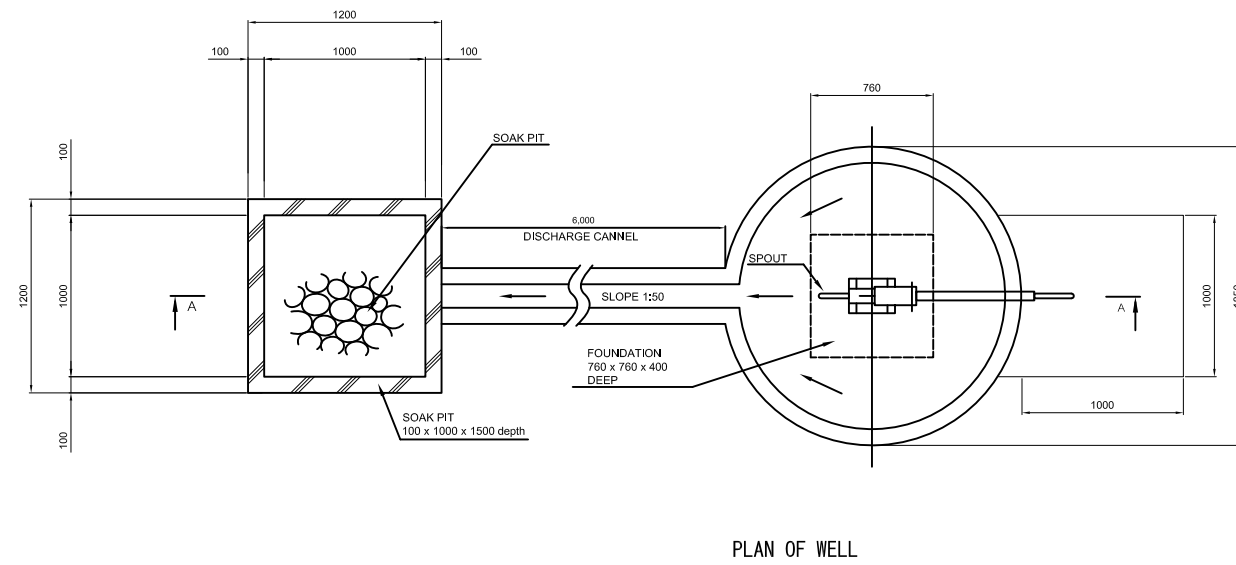 1200
100 1000 100
760
SOAK PIT
100
6,000
DISCHARGE CANNEL
SPOUT
1200
1000
A
SLOPE 1:50
A
1000
FOUNDATION
760 x 760 x 400
DEEP
1000
SOAK PIT
100 x 1000 x 1500 depth
100
PLAN OF WELL